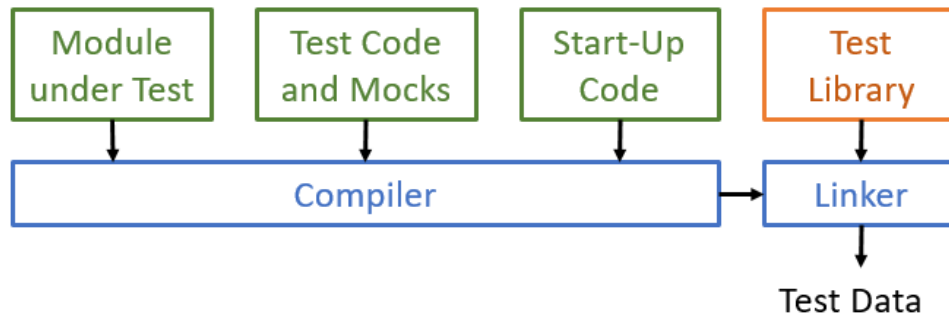 Module
under Test
Test Code
and Mocks
Start-Up
Code
Test
Library
Compiler
Linker
Test Data